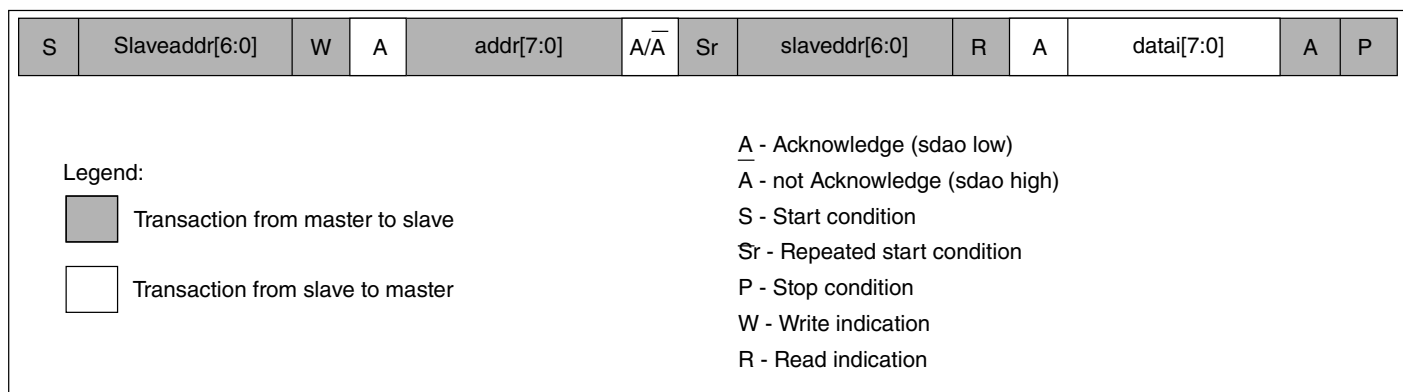 S Slaveaddr[6:0] W A addr[7:0] A/A̅ Sr slaveddr[6:0] R A datai[7:0] A P
Legend:
Transaction from master to slave
Transaction from slave to master
A - Acknowledge (sdao low)
A̅ - not Acknowledge (sdao high)
S - Start condition
Sr - Repeated start condition
P - Stop condition
W - Write indication
R - Read indication